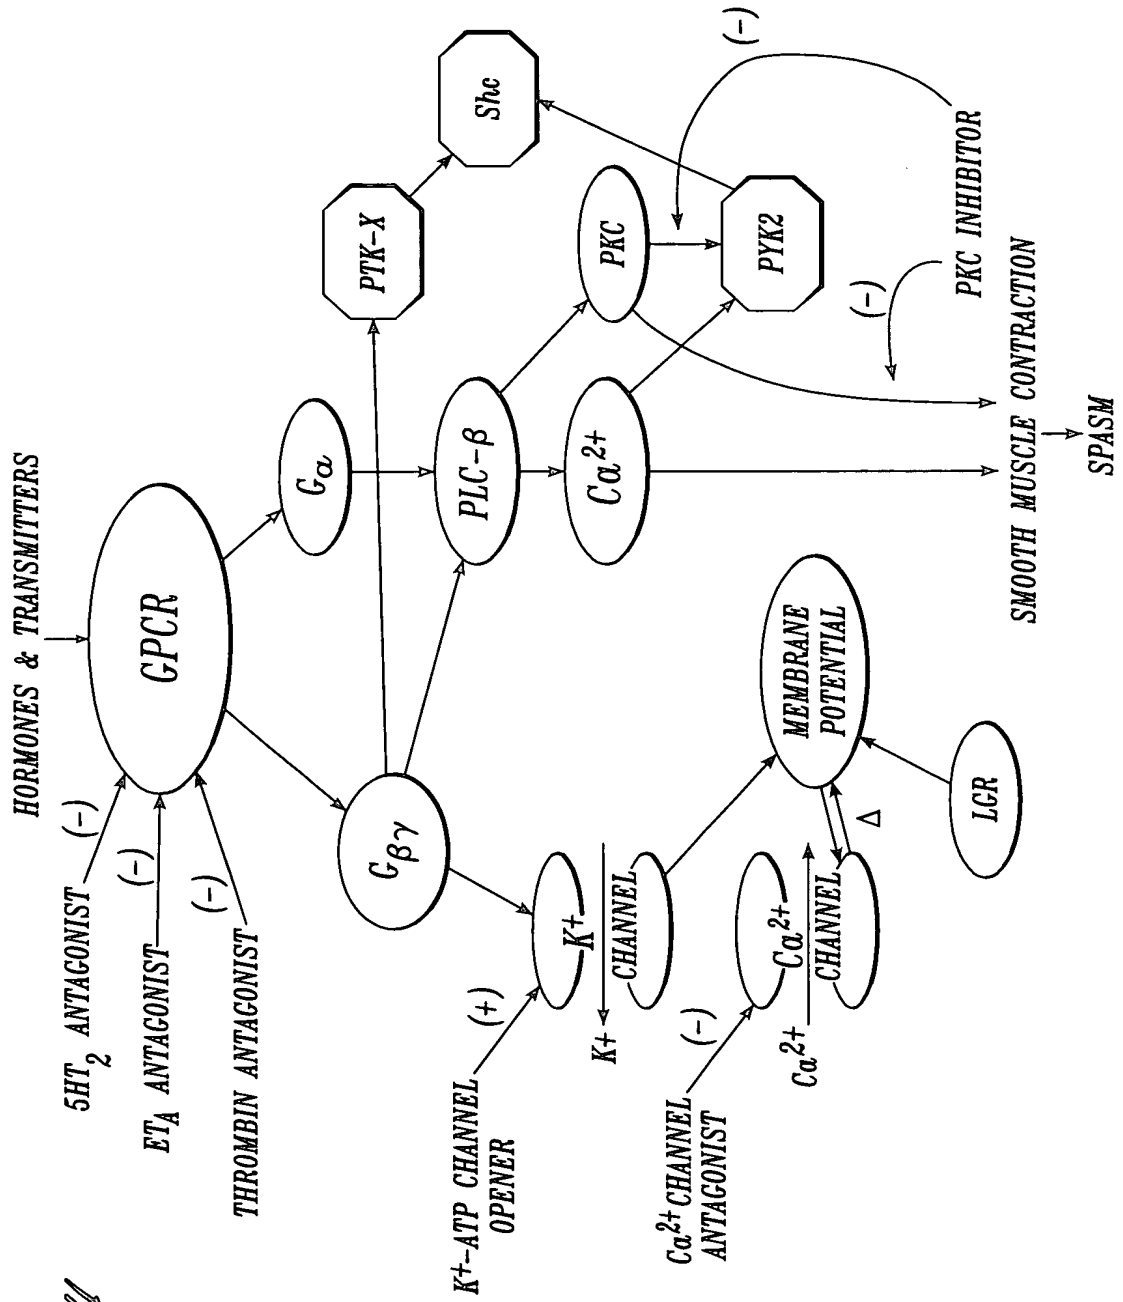 HORMONES & TRANSMITTERS
5HT2 ANTAGONIST
(-)
ETA ANTAGONIST
(-)
THROMBIN ANTAGONIST
(-)
GPCR
Gα
Gβγ
PTK-X
Shc
PLC-β
PKC
Ca2+
PYK2
(-)
(-)
PKC INHIBITOR
K+-ATP CHANNEL
OPENER
(+)
K+
CHANNEL
K+
Ca2+ CHANNEL
ANTAGONIST
(-)
Ca2+
Ca2+
CHANNEL
Δ
MEMBRANE
POTENTIAL
LGR
SMOOTH MUSCLE CONTRACTION
SPASM